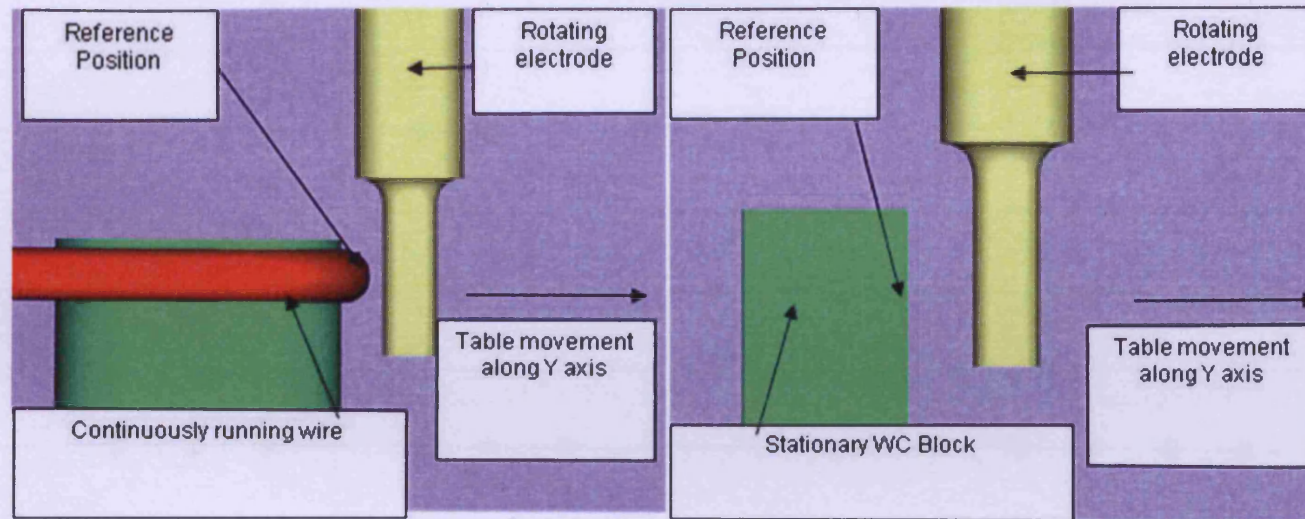 Reference
Position
Rotating
electrode
Table movement
along Y axis
Continuously running wire
Reference
Position
Rotating
electrode
Table movement
along Y axis
Stationary WC Block